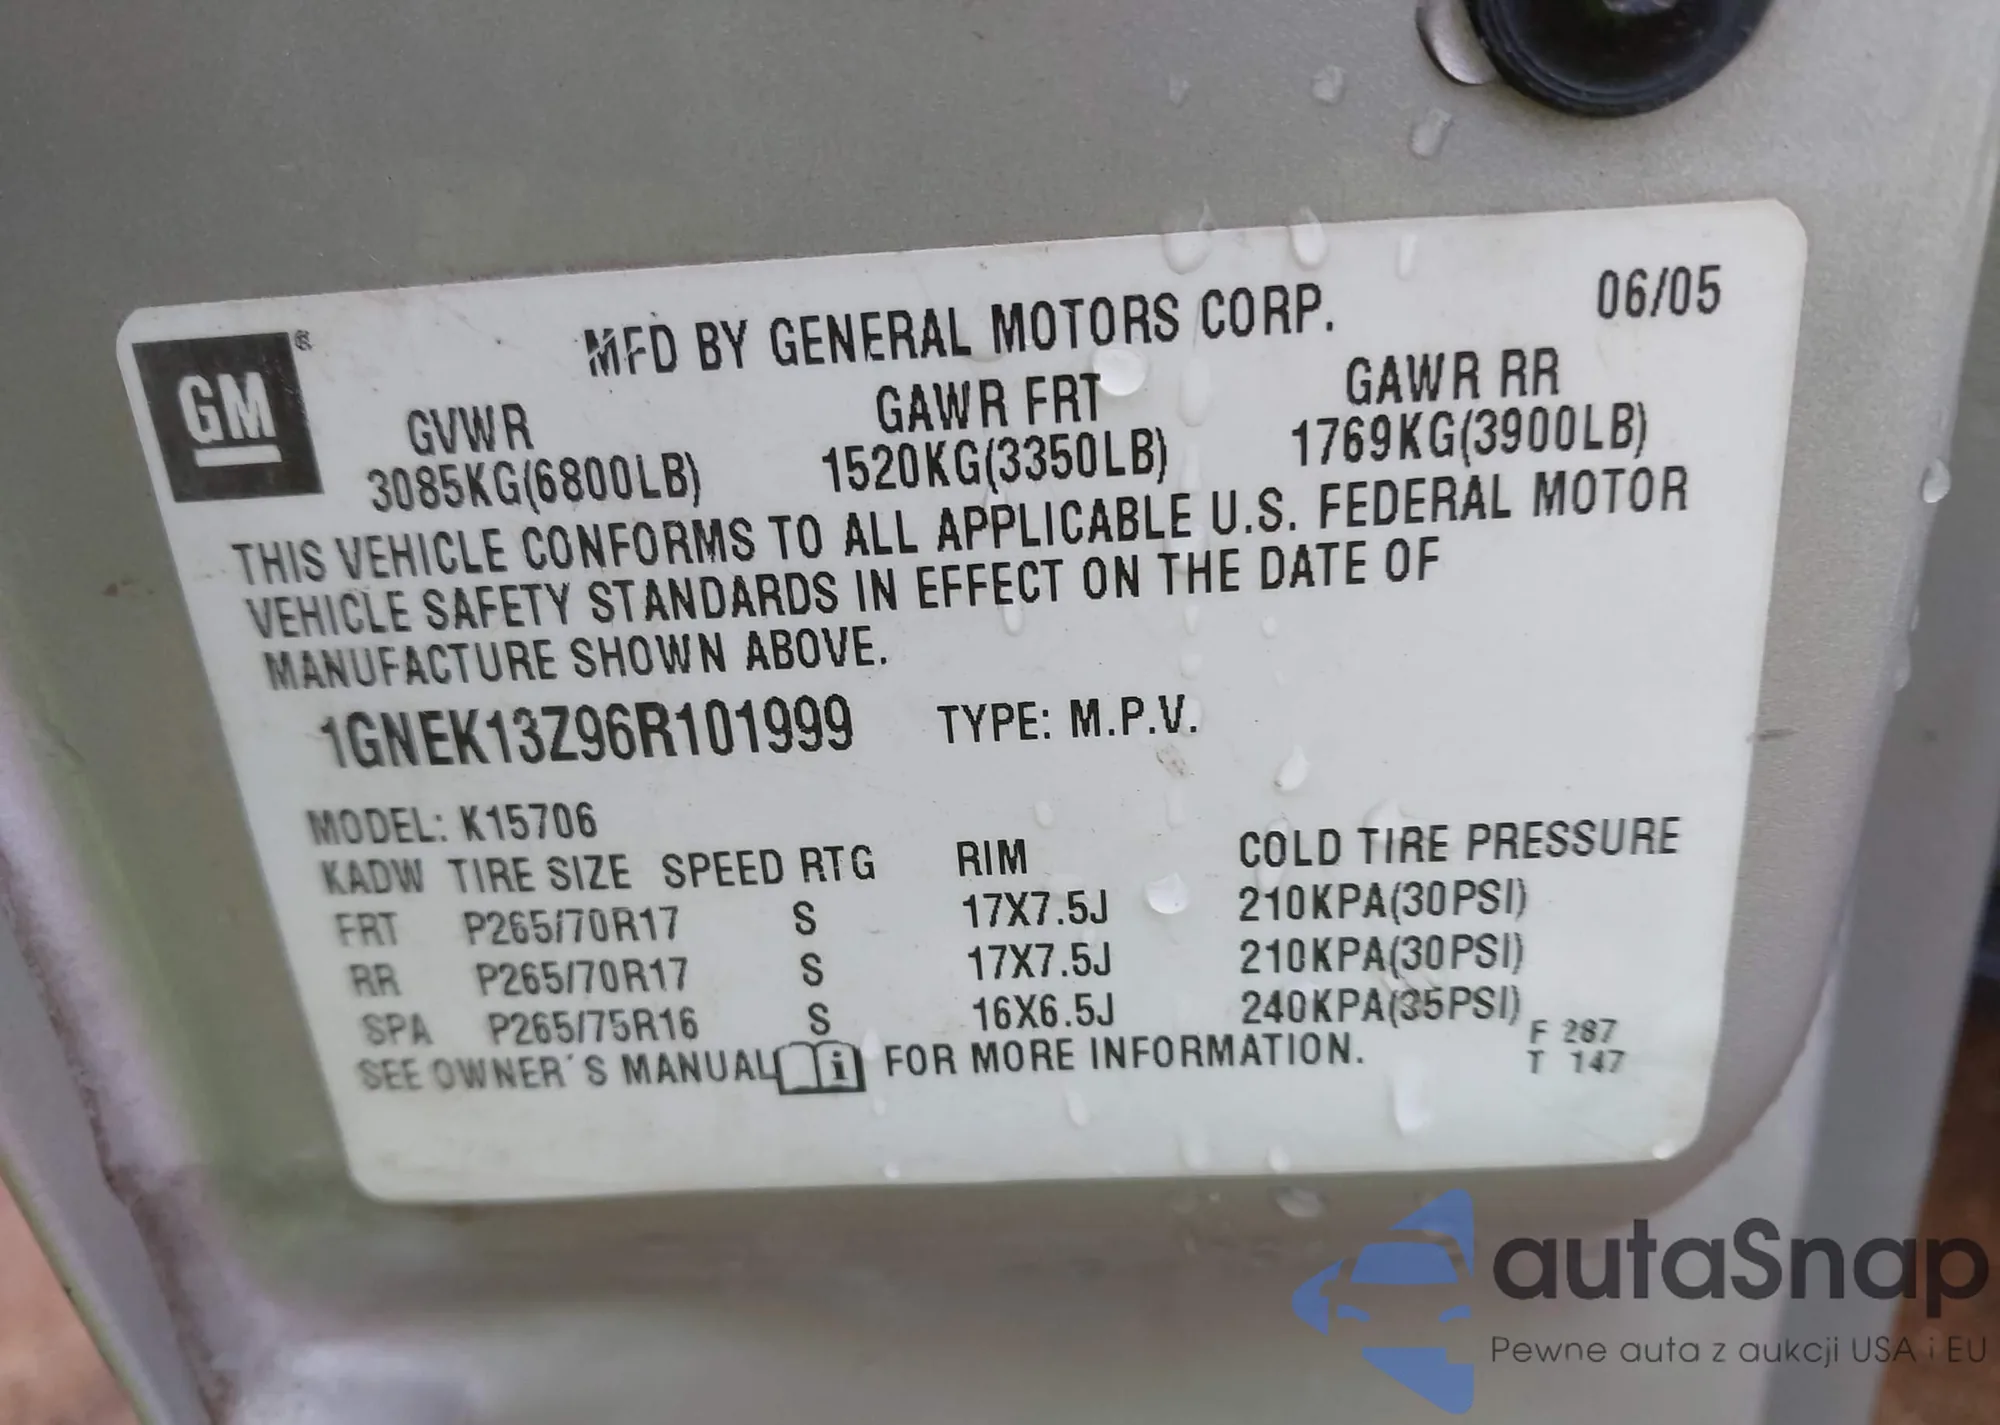 GM®
MFD BY GENERAL MOTORS CORP. 06/05
GVWR GAWR FRT GAWR RR
3085KG(6800LB) 1520KG(3350LB) 1769KG(3900LB)
THIS VEHICLE CONFORMS TO ALL APPLICABLE U.S. FEDERAL MOTOR
VEHICLE SAFETY STANDARDS IN EFFECT ON THE DATE OF
MANUFACTURE SHOWN ABOVE.
1GNEK13Z96R101999 TYPE: M.P.V.
MODEL: K15706
KADW TIRE SIZE SPEED RTG RIM COLD TIRE PRESSURE
FRT P265/70R17 S 17X7.5J 210KPA(30PSI)
RR P265/70R17 S 17X7.5J 210KPA(30PSI)
SPA P265/75R16 S 16X6.5J 240KPA(35PSI)
SEE OWNER´S MANUAL i FOR MORE INFORMATION.
F 287
T 147
autaSnap
Pewne auta z aukcji USA i EU